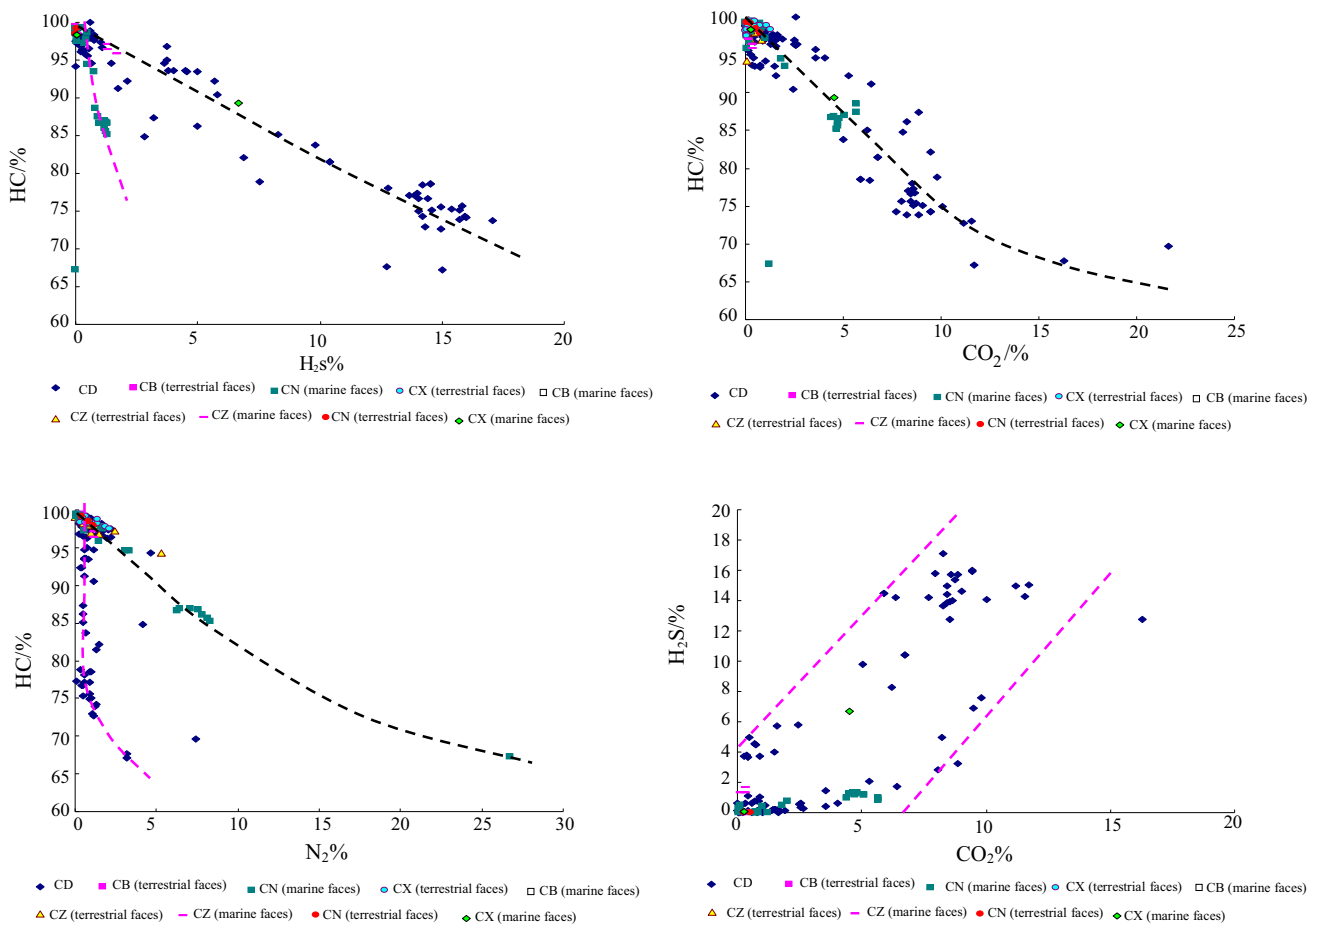 100
95
90
85
80
75
70
65
60
HC/%
0
5
10
15
20
H₂s%
CD
CB (terrestrial faces)
CN (marine faces)
CX (terrestrial faces)
CB (marine faces)
CZ (terrestrial faces)
CZ (marine faces)
CN (terrestrial faces)
CX (marine faces)
100
95
90
85
80
75
70
65
60
HC/%
0
5
10
15
20
25
CO₂/%
CD
CB (terrestrial faces)
CN (marine faces)
CX (terrestrial faces)
CB (marine faces)
CZ (terrestrial faces)
CZ (marine faces)
CN (terrestrial faces)
CX (marine faces)
100
95
90
85
80
75
70
65
60
HC/%
0
5
10
15
20
25
30
N₂%
CD
CB (terrestrial faces)
CN (marine faces)
CX (terrestrial faces)
CB (marine faces)
CZ (terrestrial faces)
CZ (marine faces)
CN (terrestrial faces)
CX (marine faces)
20
18
16
14
12
10
8
6
4
2
0
H₂S/%
0
5
10
15
20
CO₂%
CD
CB (terrestrial faces)
CN (marine faces)
CX (terrestrial faces)
CB (marine faces)
CZ (terrestrial faces)
CZ (marine faces)
CN (terrestrial faces)
CX (marine faces)